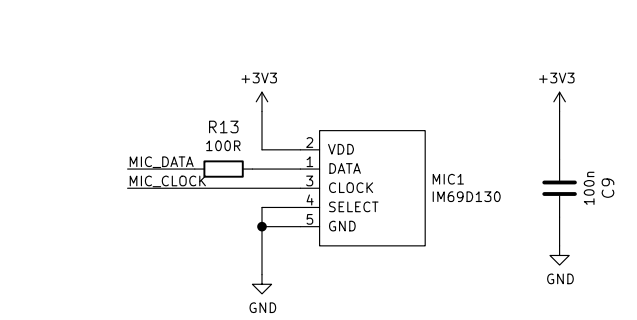 +3V3
+3V3
R13
100R
MIC_DATA
MIC_CLOCK
2
1
3
4
5
VDD
DATA
CLOCK
SELECT
GND
MIC1
IM69D130
100n
C9
GND
GND